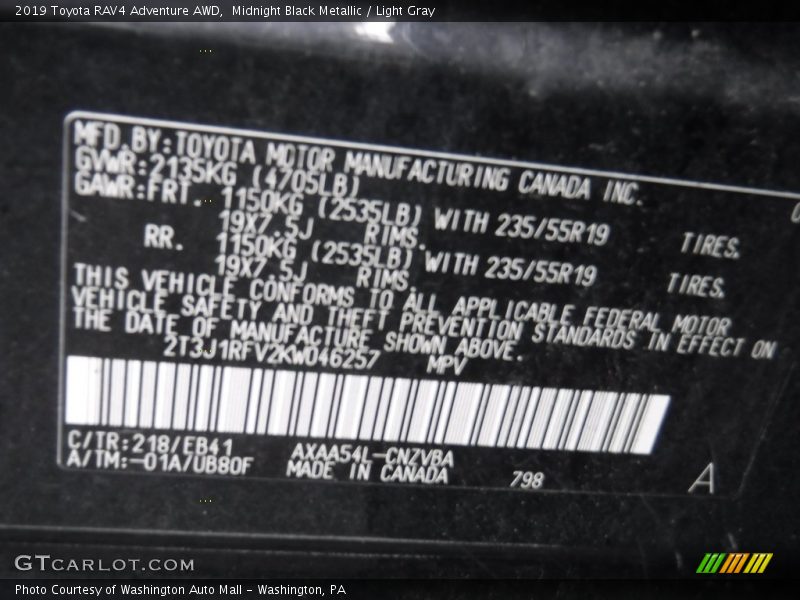 2019 Toyota RAV4 Adventure AWD,  Midnight Black Metallic / Light Gray
MFD.BY:TOYOTA MOTOR MANUFACTURING CANADA INC.
GVWR:2135KG (4705LB)
GAWR:FRT. 1150KG (2535LB) WITH 235/55R19 TIRES.
19X7.5J RIMS.
RR. 1150KG (2535LB) WITH 235/55R19 TIRES.
19X7.5J RIMS.
THIS VEHICLE CONFORMS TO ALL APPLICABLE FEDERAL MOTOR
VEHICLE SAFETY AND THEFT PREVENTION STANDARDS IN EFFECT ON
THE DATE OF MANUFACTURE SHOWN ABOVE.
2T3J1RFV2KW046257 MPV
C/TR:218/EB41 AXAA54L-CNZVBA
A/TM:-01A/UB80F MADE IN CANADA 798 A
GTCARLOT.COM
Photo Courtesy of Washington Auto Mall - Washington, PA